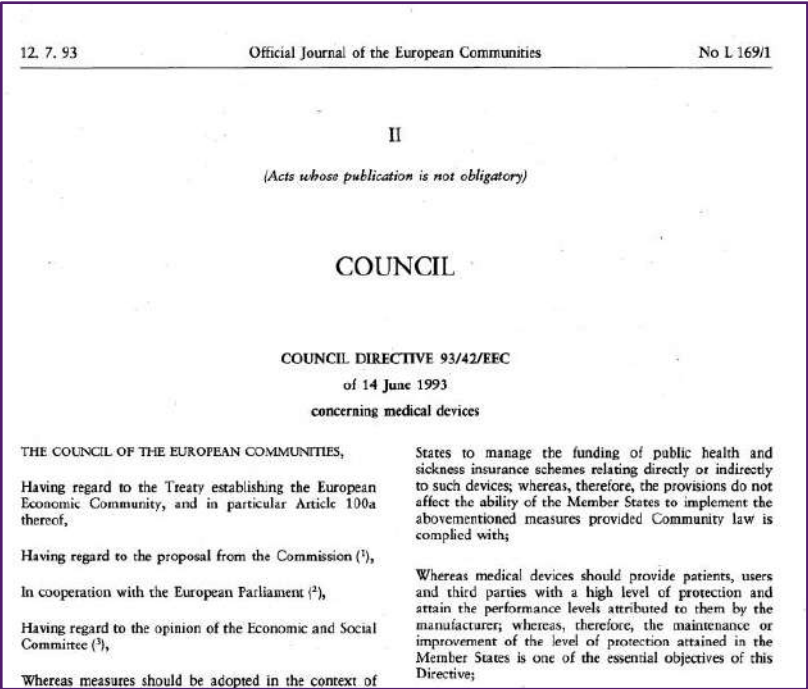 12. 7. 93 Official Journal of the European Communities No L 169/1
II
(Acts whose publication is not obligatory)
COUNCIL
COUNCIL DIRECTIVE 93/42/EEC
of 14 June 1993
concerning medical devices
THE COUNCIL OF THE EUROPEAN COMMUNITIES,
Having regard to the Treaty establishing the European
Economic Community, and in particular Article 100a
thereof,
Having regard to the proposal from the Commission (¹),
In cooperation with the European Parliament (²),
Having regard to the opinion of the Economic and Social
Committee (³),
Whereas measures should be adopted in the context of
States to manage the funding of public health and
sickness insurance schemes relating directly or indirectly
to such devices; whereas, therefore, the provisions do not
affect the ability of the Member States to implement the
abovementioned measures provided Community law is
complied with;
Whereas medical devices should provide patients, users
and third parties with a high level of protection and
attain the performance levels attributed to them by the
manufacturer; whereas, therefore, the maintenance or
improvement of the level of protection attained in the
Member States is one of the essential objectives of this
Directive;